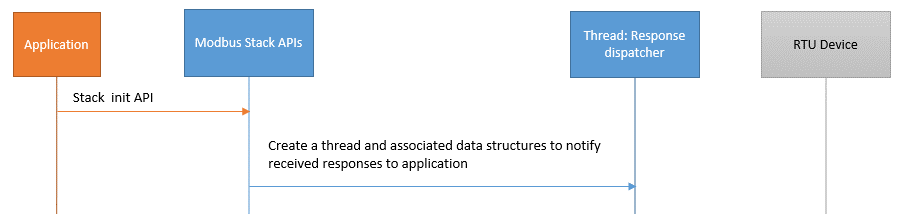 Application
Modbus Stack APIs
Thread: Response
dispatcher
RTU Device
Stack init API
Create a thread and associated data structures to notify
received responses to application